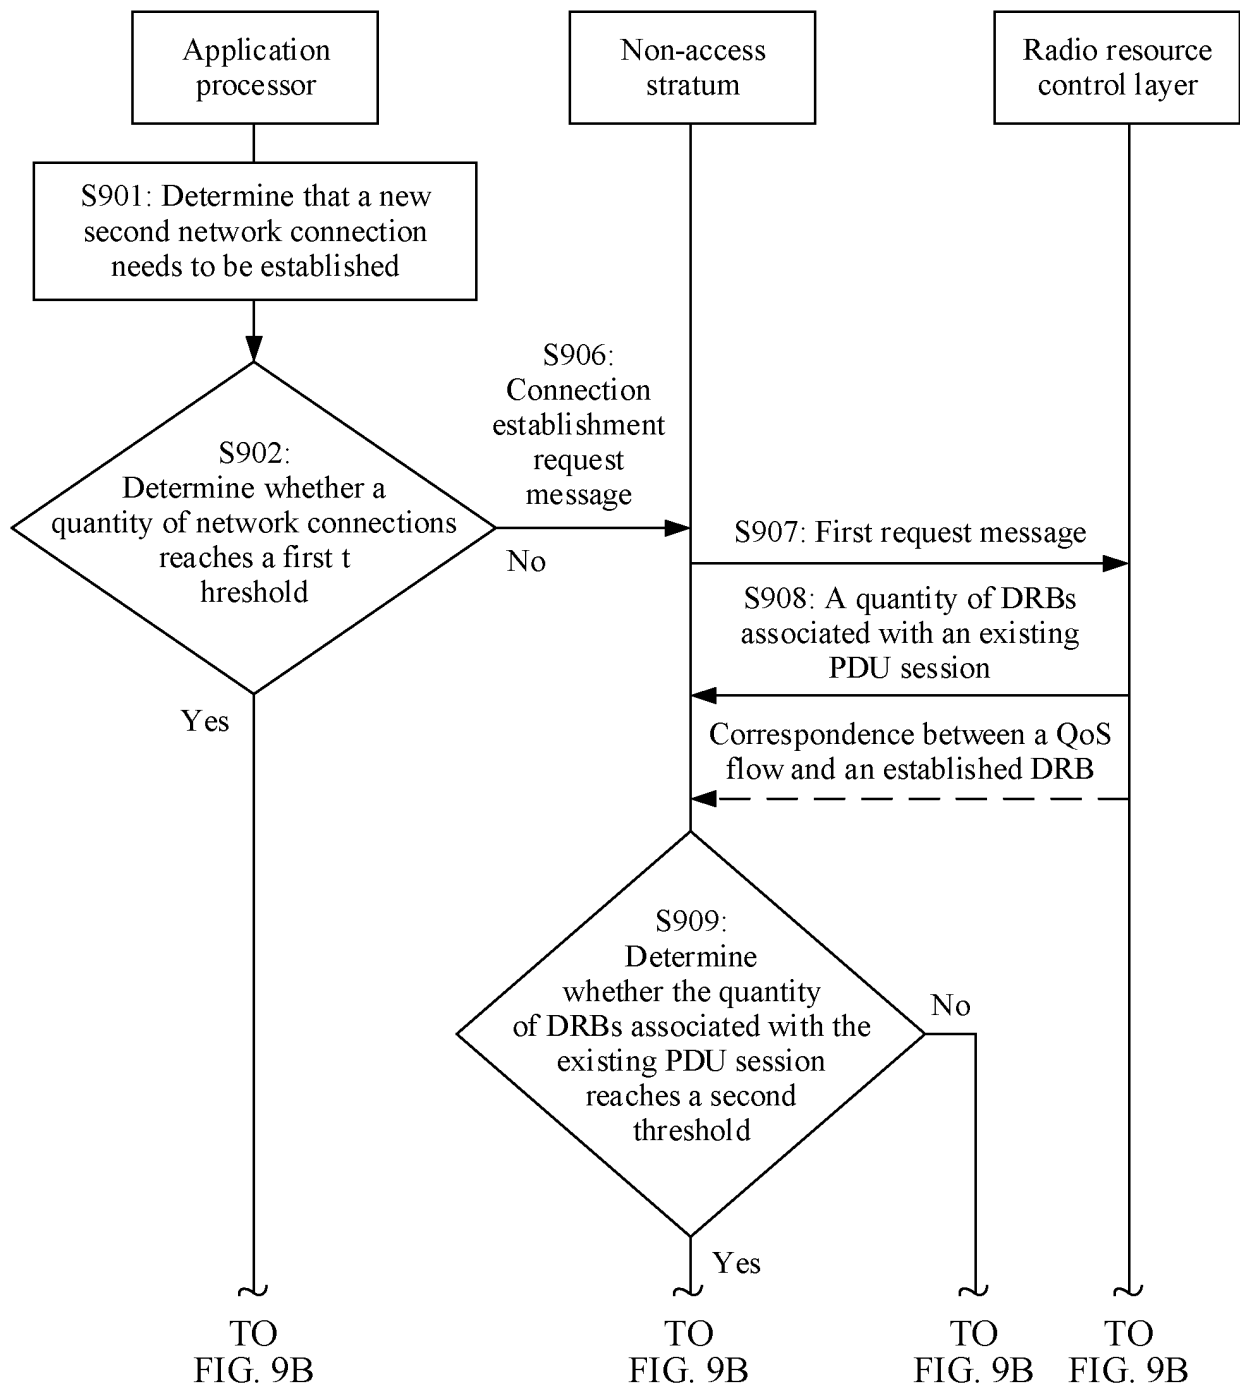 Application
processor
Non-access
stratum
Radio resource
control layer
S901: Determine that a new
second network connection
needs to be established
S902:
Determine whether a
quantity of network connections
reaches a first t
hreshold
No
Yes
S906:
Connection
establishment
request
message
S907: First request message
S908: A quantity of DRBs
associated with an existing
PDU session
Correspondence between a QoS
flow and an established DRB
S909:
Determine
whether the quantity
of DRBs associated with the
existing PDU session
reaches a second
threshold
No
Yes
TO
FIG. 9B
TO
FIG. 9B
TO
FIG. 9B
TO
FIG. 9B